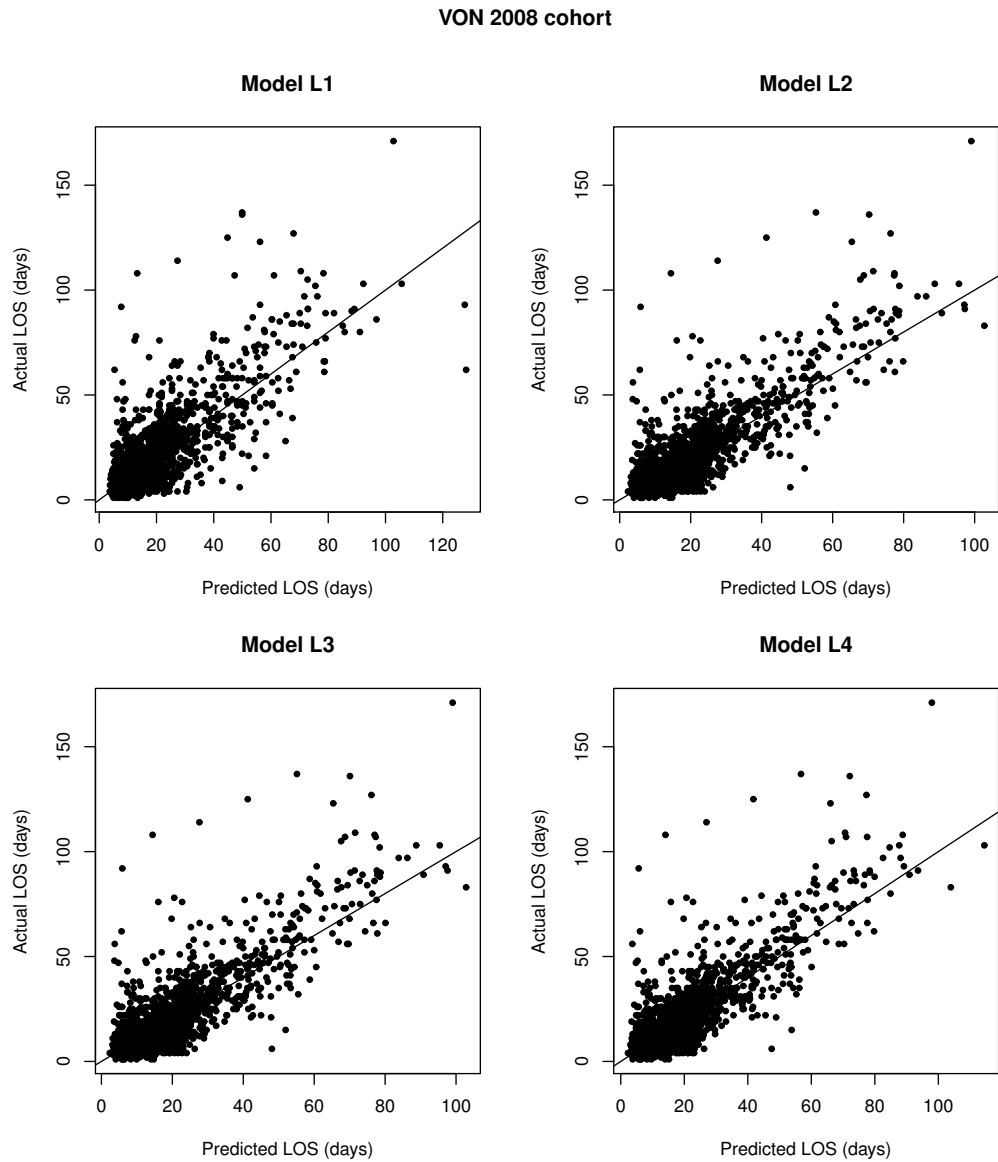 VON 2008 cohort
Model L1
Actual LOS (days)
0 50 100 150
0 20 40 60 80 100 120
Predicted LOS (days)
Model L2
Actual LOS (days)
0 50 100 150
0 20 40 60 80 100
Predicted LOS (days)
Model L3
Actual LOS (days)
0 50 100 150
0 20 40 60 80 100
Predicted LOS (days)
Model L4
Actual LOS (days)
0 50 100 150
0 20 40 60 80 100
Predicted LOS (days)